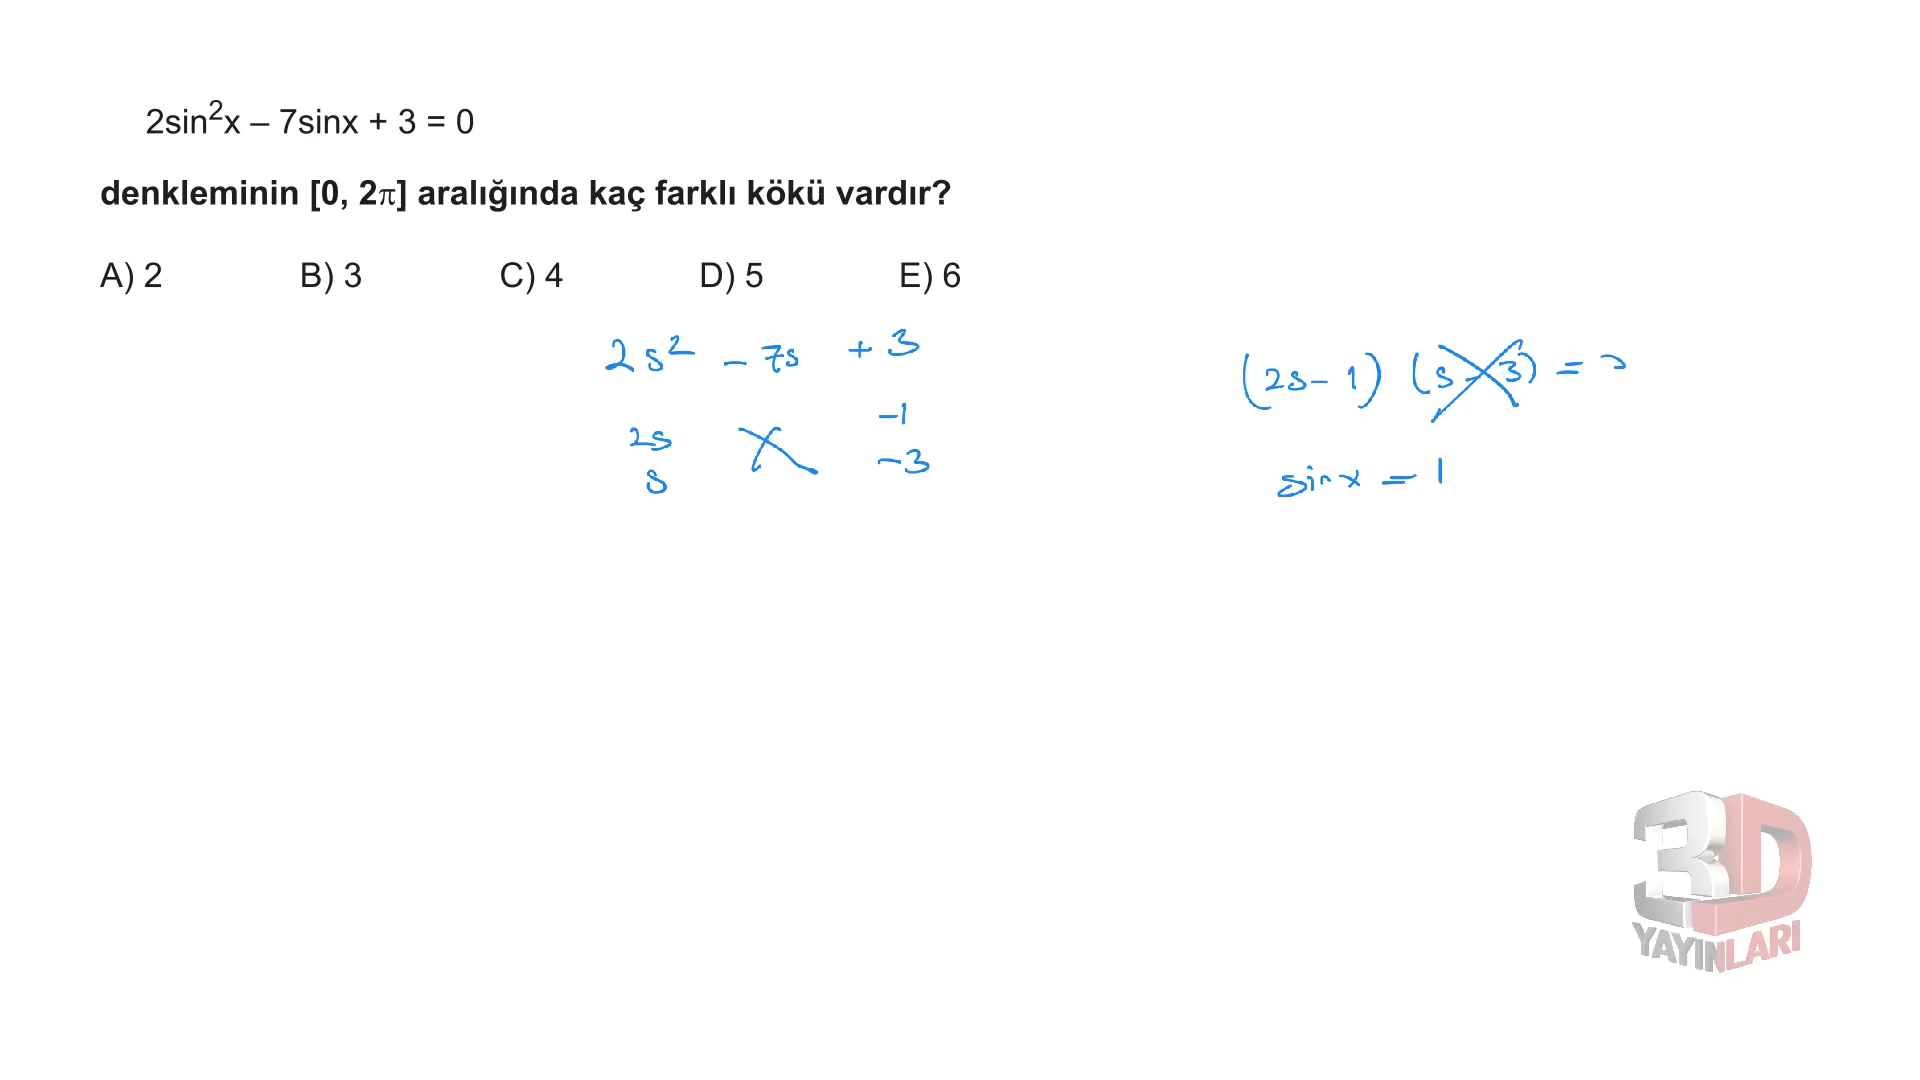 2sin²x – 7sinx + 3 = 0
denkleminin [0, 2π] aralığında kaç farklı kökü vardır?
A) 2 B) 3 C) 4 D) 5 E) 6
2s² - 7s + 3
(2s - 1) (s - 3) =
2s -1
s -3
sinx = 1
3D
YAYINLARI